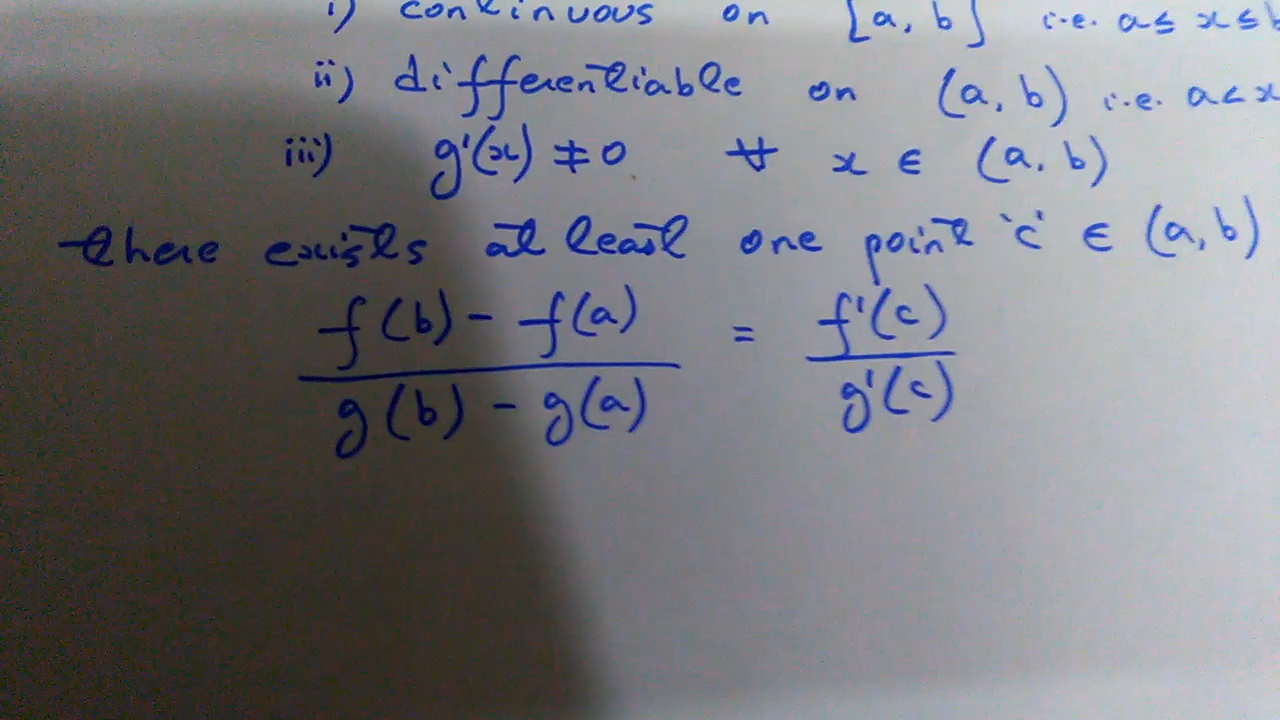 i) continuous on [a, b] i.e. a ≤ x ≤ b
ii) differentiable on (a, b) i.e. a < x
iii) g'(x) ≠ 0 ∀ x ∈ (a, b)
there exists at least one point 'c' ∈ (a, b)
f(b) - f(a) / g(b) - g(a) = f'(c) / g'(c)